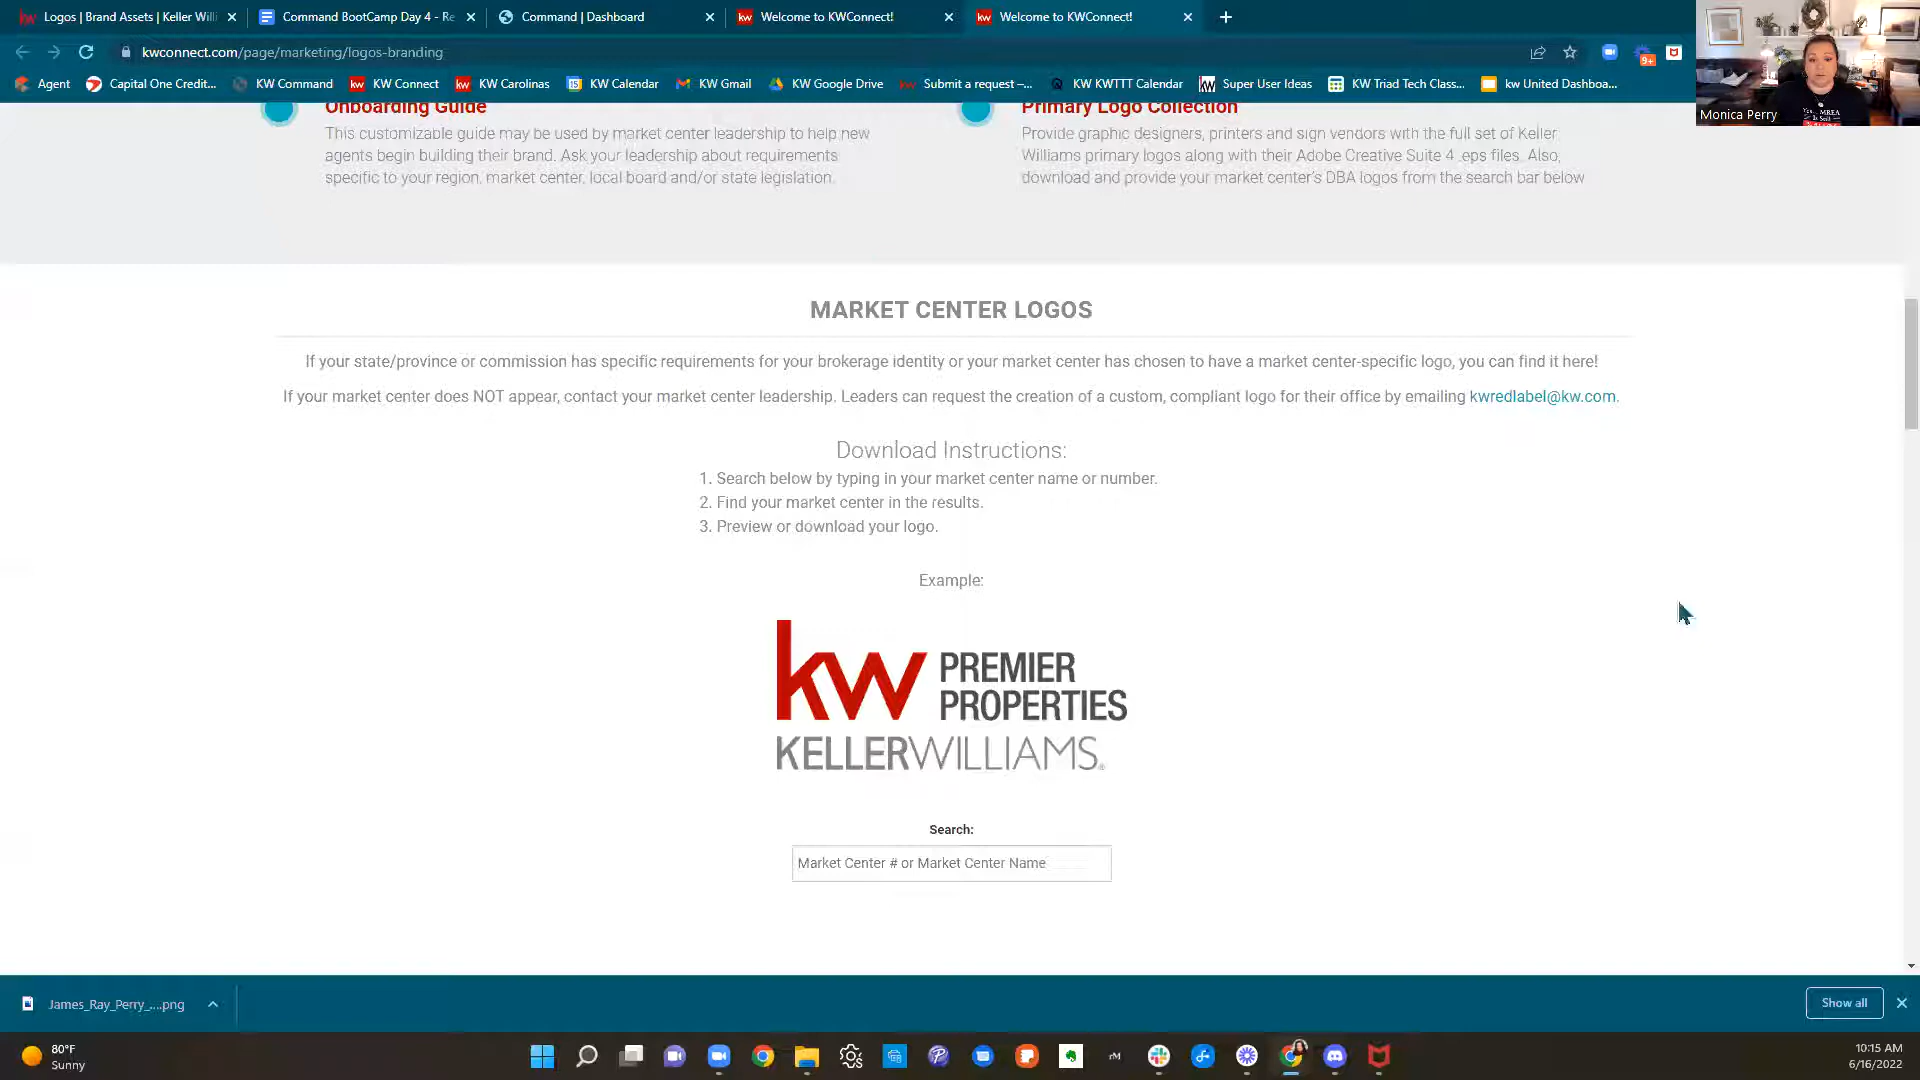 Logos | Brand Assets | Keller Willi
Command BootCamp Day 4 - Re
Command | Dashboard
Welcome to KWConnect!
Welcome to KWConnect!
kwconnect.com/page/marketing/logos-branding
Agent
Capital One Credit...
KW Command
KW Connect
KW Carolinas
KW Calendar
KW Gmail
KW Google Drive
Submit a request –...
KW KWTTT Calendar
Super User Ideas
KW Triad Tech Class...
kw United Dashboa...
9+
Monica Perry
Onboarding Guide
This customizable guide may be used by market center leadership to help new
agents begin building their brand. Ask your leadership about requirements
specific to your region, market center, local board and/or state legislation.
Primary Logo Collection
Provide graphic designers, printers and sign vendors with the full set of Keller
Williams primary logos along with their Adobe Creative Suite 4 .eps files. Also,
download and provide your market center's DBA logos from the search bar below
MARKET CENTER LOGOS
If your state/province or commission has specific requirements for your brokerage identity or your market center has chosen to have a market center-specific logo, you can find it here!
If your market center does NOT appear, contact your market center leadership. Leaders can request the creation of a custom, compliant logo for their office by emailing kwredlabel@kw.com.
Download Instructions:
1. Search below by typing in your market center name or number.
2. Find your market center in the results.
3. Preview or download your logo.
Example:
kw PREMIER
PROPERTIES
KELLERWILLIAMS®
Search:
Market Center # or Market Center Name
James_Ray_Perry_....png
Show all
80°F
Sunny
10:15 AM
6/16/2022